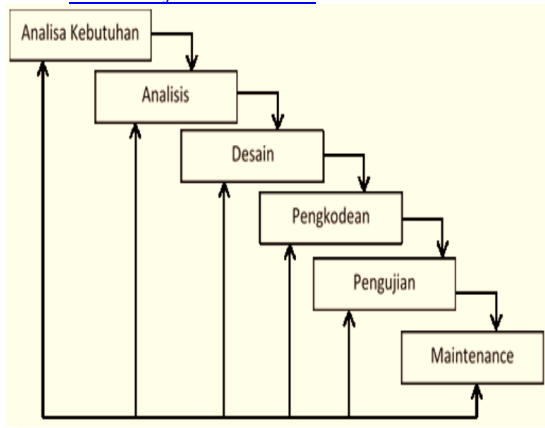 Analisa Kebutuhan
Analisis
Desain
Pengkodean
Pengujian
Maintenance